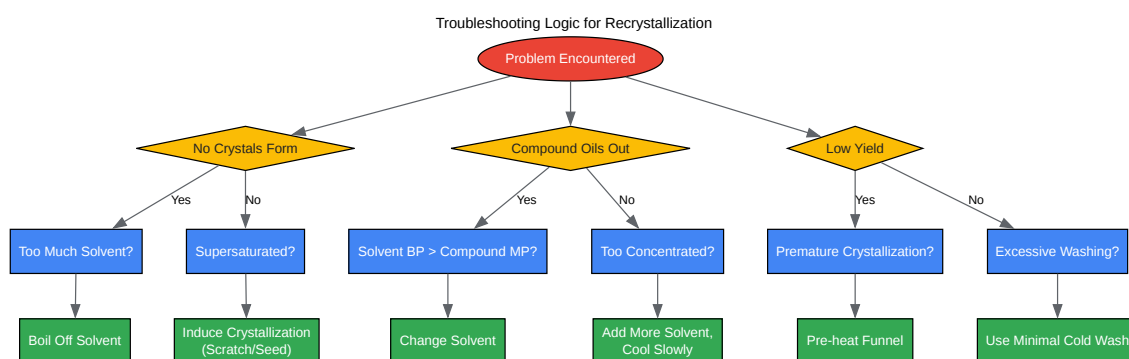 Troubleshooting Logic for Recrystallization
Problem Encountered
No Crystals Form
Compound Oils Out
Low Yield
Yes
No
Yes
No
Yes
No
Too Much Solvent?
Supersaturated?
Solvent BP > Compound MP?
Too Concentrated?
Premature Crystallization?
Excessive Washing?
Boil Off Solvent
Induce Crystallization
(Scratch/Seed)
Change Solvent
Add More Solvent,
Cool Slowly
Pre-heat Funnel
Use Minimal Cold Wash